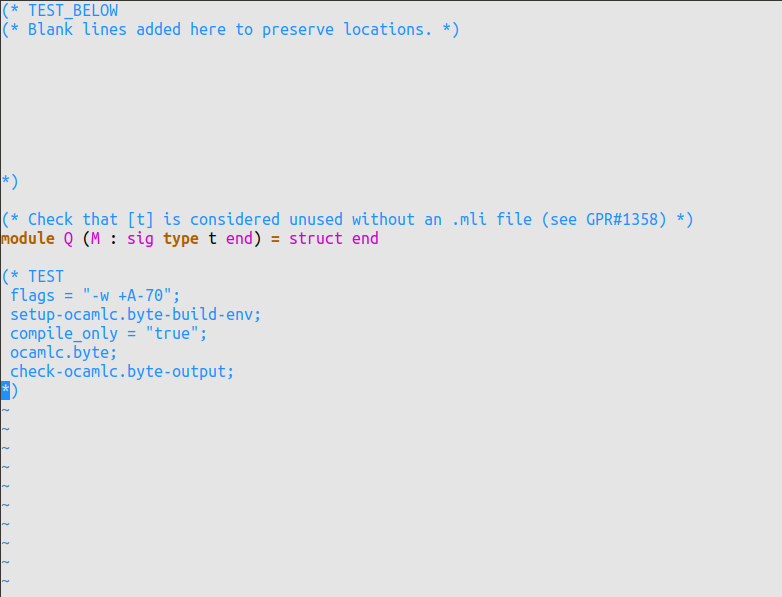 (* TEST_BELOW
(* Blank lines added here to preserve locations. *)
*)
(* Check that [t] is considered unused without an .mli file (see GPR#1358) *)
module Q (M : sig type t end) = struct end
(* TEST
 flags = "-w +A-70";
 setup-ocamlc.byte-build-env;
 compile_only = "true";
 ocamlc.byte;
 check-ocamlc.byte-output;
*)
~
~
~
~
~
~
~
~
~
~